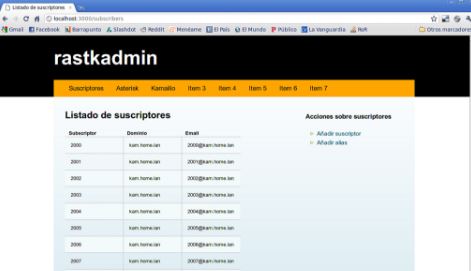 Listado de suscriptores
localhost:3000/subscribers
Gmail Facebook Barrapunto Slashdot Reddit Menéame El País El Mundo Público La Vanguardia RoR Otros marcadores
rastkadmin
Suscriptores Asterisk Kamailio Item 3 Item 4 Item 5 Item 6 Item 7
Listado de suscriptores
Acciones sobre suscriptores
Subscriptor Dominio Email
Añadir suscriptor
Añadir alias
2000 kam.home.lan 2000@kam.home.lan
2001 kam.home.lan 2001@kam.home.lan
2002 kam.home.lan 2002@kam.home.lan
2003 kam.home.lan 2003@kam.home.lan
2004 kam.home.lan 2004@kam.home.lan
2005 kam.home.lan 2005@kam.home.lan
2006 kam.home.lan 2006@kam.home.lan
2007 kam.home.lan 2007@kam.home.lan